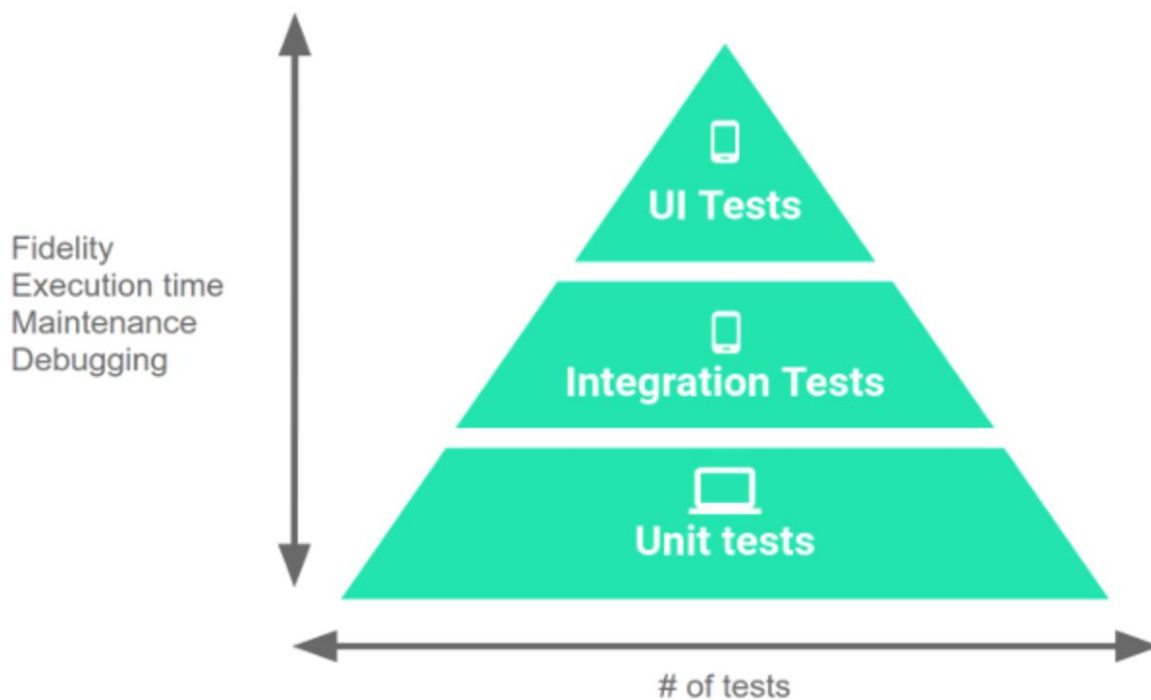 Fidelity
Execution time
Maintenance
Debugging
UI Tests
Integration Tests
Unit tests
# of tests